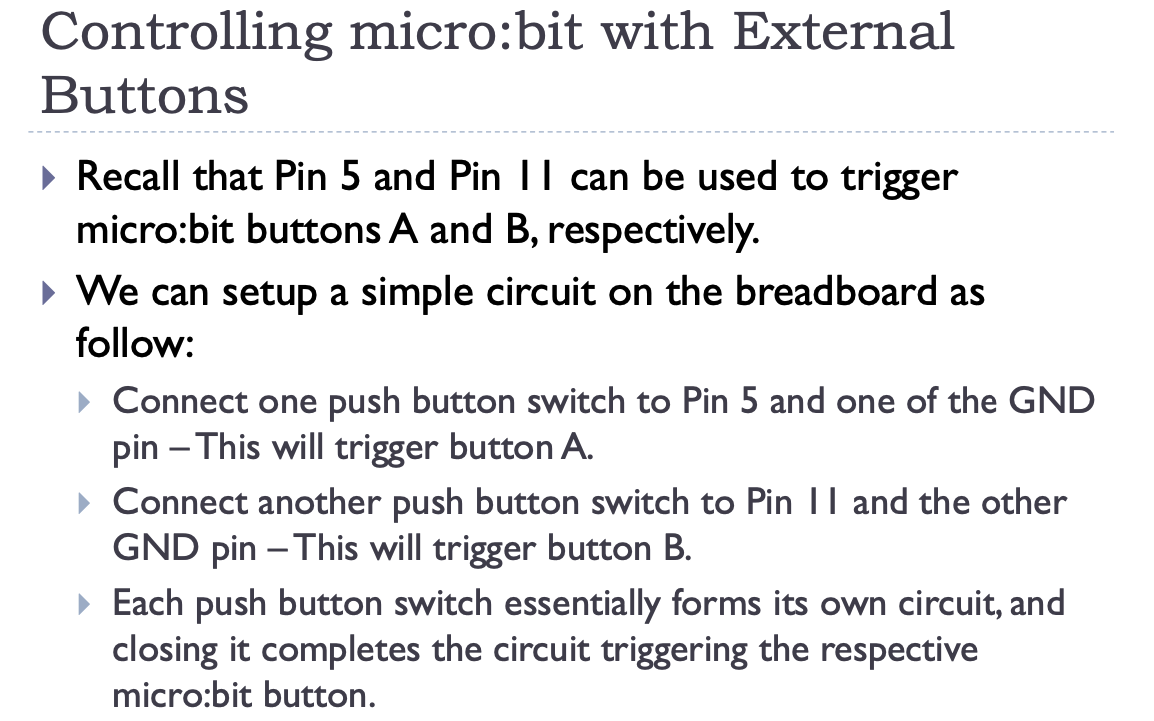 Controlling micro:bit with External
Buttons
Recall that Pin 5 and Pin 11 can be used to trigger
micro:bit buttons A and B, respectively.
We can setup a simple circuit on the breadboard as
follow:
Connect one push button switch to Pin 5 and one of the GND
pin – This will trigger button A.
Connect another push button switch to Pin 11 and the other
GND pin – This will trigger button B.
Each push button switch essentially forms its own circuit, and
closing it completes the circuit triggering the respective
micro:bit button.